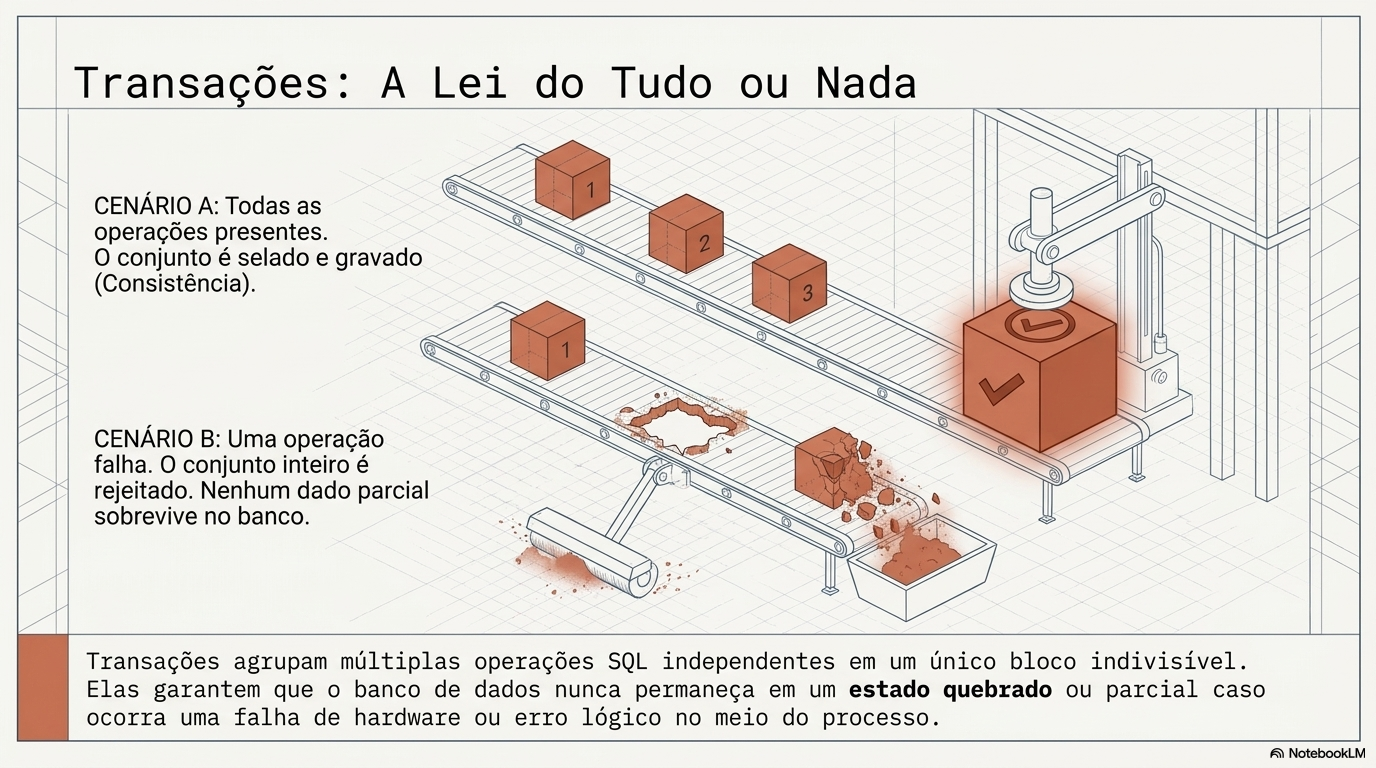 Transações: A Lei do Tudo ou Nada
CENÁRIO A: Todas as
operações presentes.
O conjunto é selado e gravado
(Consistência).
1
2
3
1
CENÁRIO B: Uma operação
falha. O conjunto inteiro é
rejeitado. Nenhum dado parcial
sobrevive no banco.
Transações agrupam múltiplas operações SQL independentes em um único bloco indivisível.
Elas garantem que o banco de dados nunca permaneça em um estado quebrado ou parcial caso
ocorra uma falha de hardware ou erro lógico no meio do processo.
NotebookLM